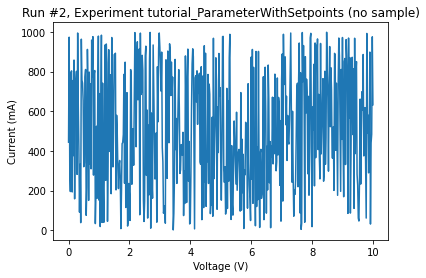 Run #2, Experiment tutorial_ParameterWithSetpoints (no sample)
1000
800
600
400
200
0
Current (mA)
0 2 4 6 8 10
Voltage (V)